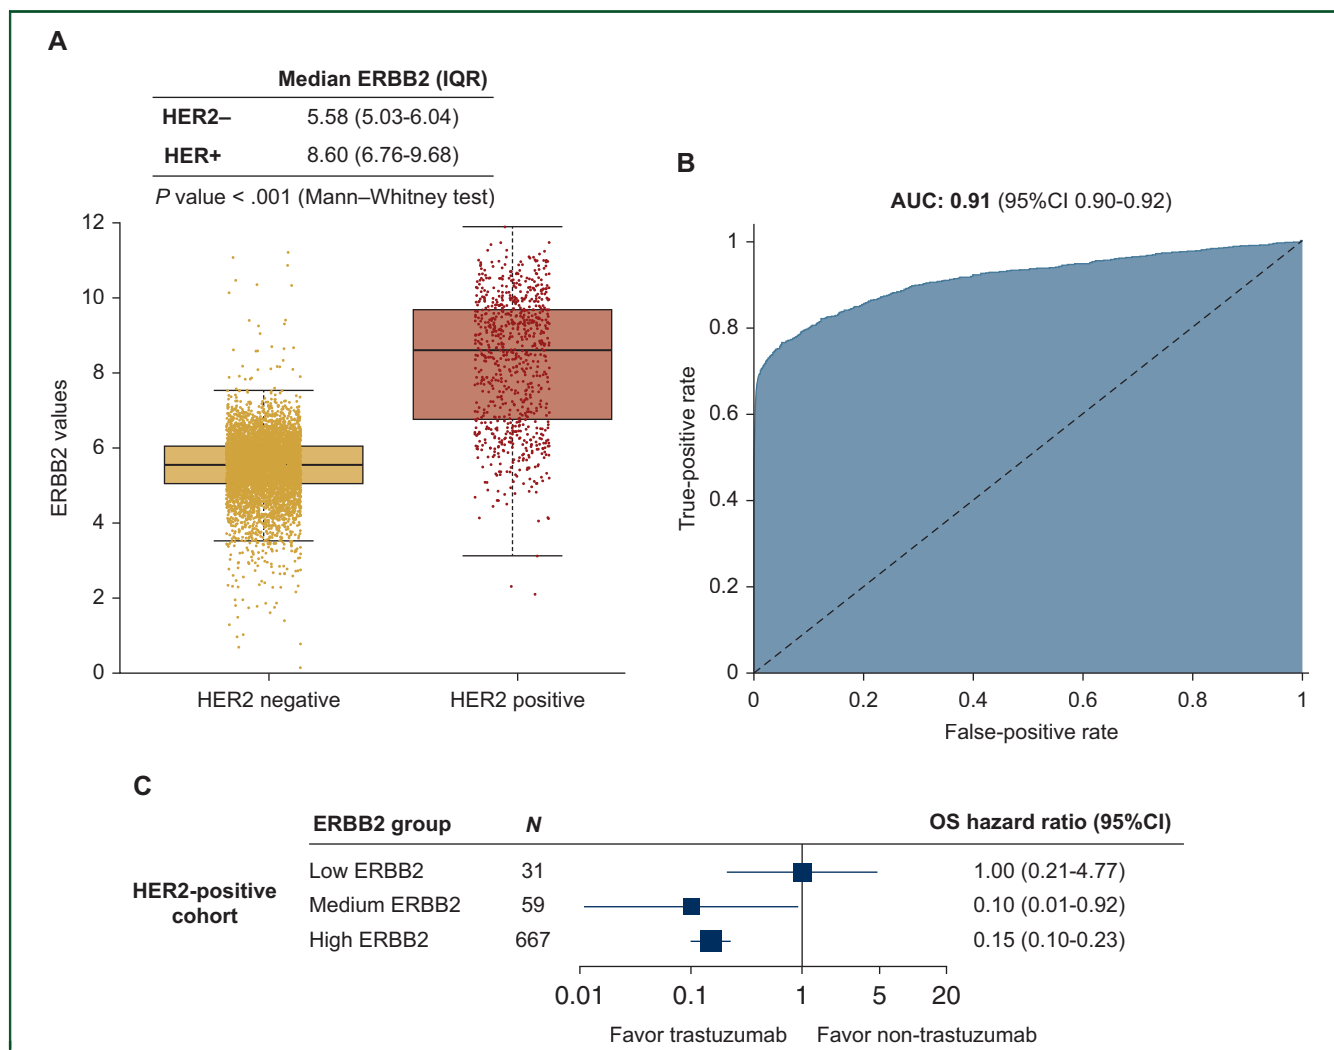 A
Median ERBB2 (IQR)
HER2– 5.58 (5.03-6.04)
HER+ 8.60 (6.76-9.68)
P value < .001 (Mann–Whitney test)
12
10
8
6
4
2
0
ERBB2 values
HER2 negative HER2 positive
B
AUC: 0.91 (95%CI 0.90-0.92)
1
0.8
0.6
0.4
0.2
0
True-positive rate
0 0.2 0.4 0.6 0.8 1
False-positive rate
C
ERBB2 group N OS hazard ratio (95%CI)
HER2-positive
cohort
Low ERBB2 31 1.00 (0.21-4.77)
Medium ERBB2 59 0.10 (0.01-0.92)
High ERBB2 667 0.15 (0.10-0.23)
0.01 0.1 1 5 20
Favor trastuzumab Favor non-trastuzumab